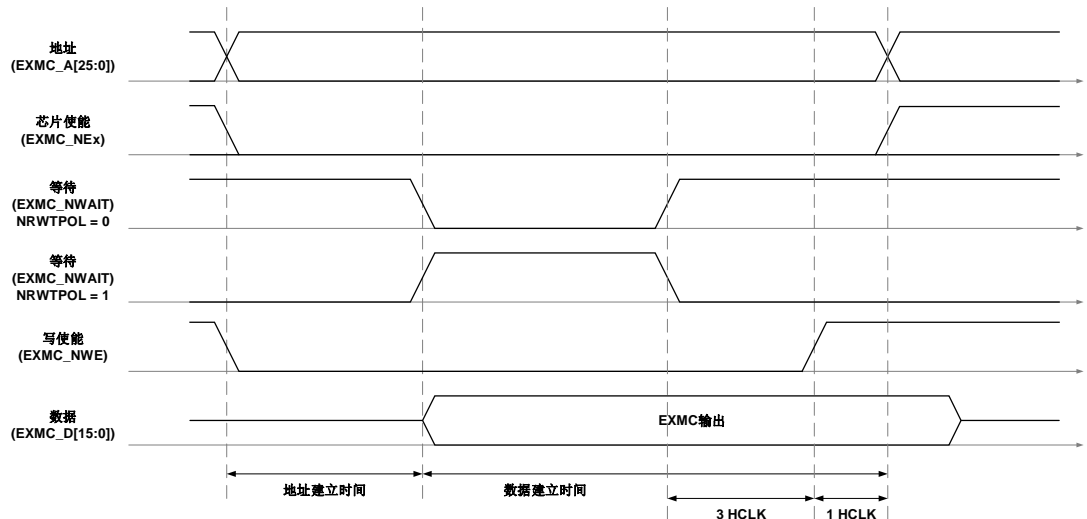 地址
(EXMC_A[25:0])
芯片使能
(EXMC_NEx)
等待
(EXMC_NWAIT)
NRWTPOL = 0
等待
(EXMC_NWAIT)
NRWTPOL = 1
写使能
(EXMC_NWE)
数据
(EXMC_D[15:0])
EXMC输出
地址建立时间
数据建立时间
3 HCLK
1 HCLK